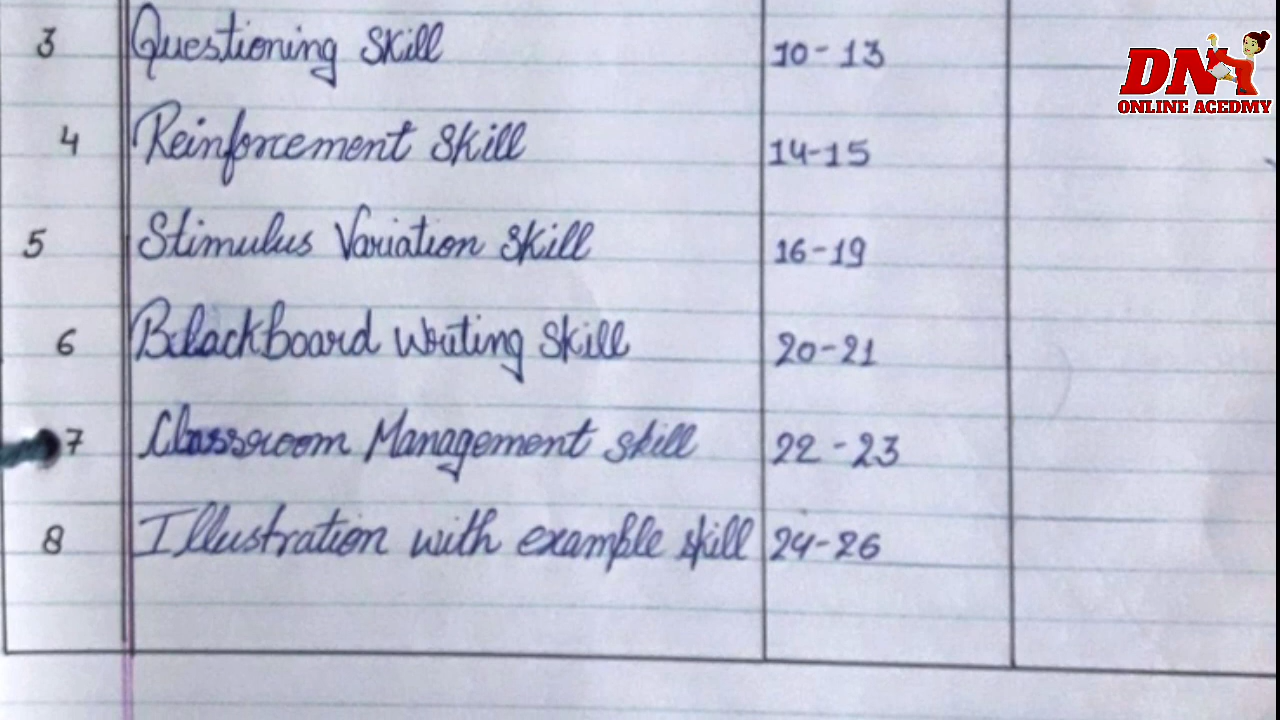 3 Questioning Skill 10-13
DNA
ONLINE ACEDMY
4 Reinforcement Skill 14-15
5 Stimulus Variation Skill 16-19
6 Blackboard Writing Skill 20-21
7 Classroom Management Skill 22-23
8 Illustration with example skill 24-26